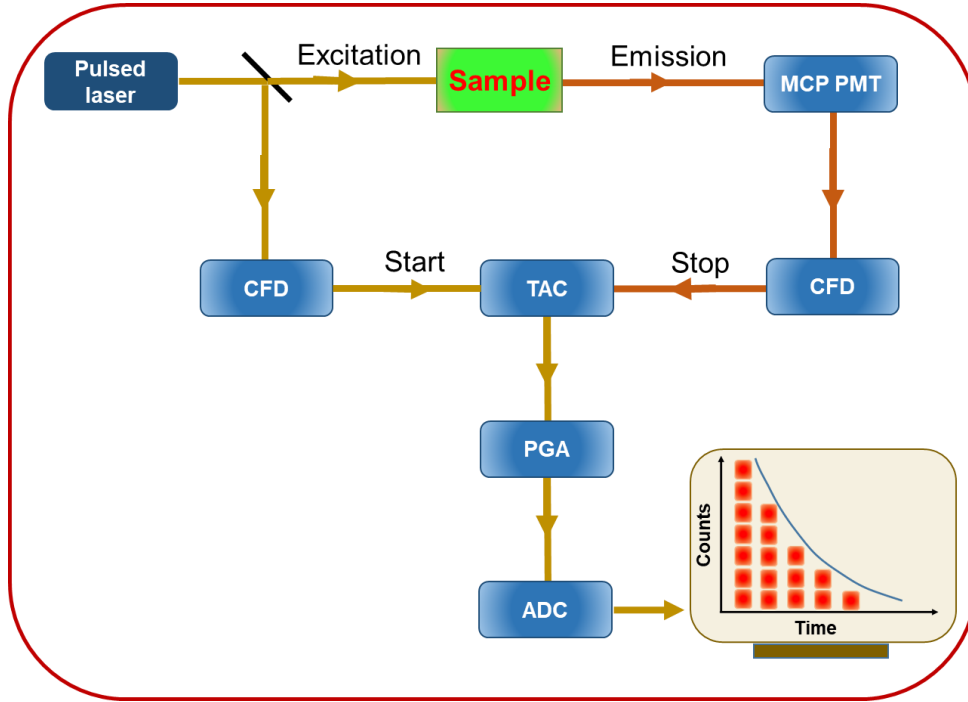 Excitation
Emission
Pulsed
laser
Sample
MCP PMT
Start
Stop
CFD
TAC
CFD
PGA
Counts
ADC
Time